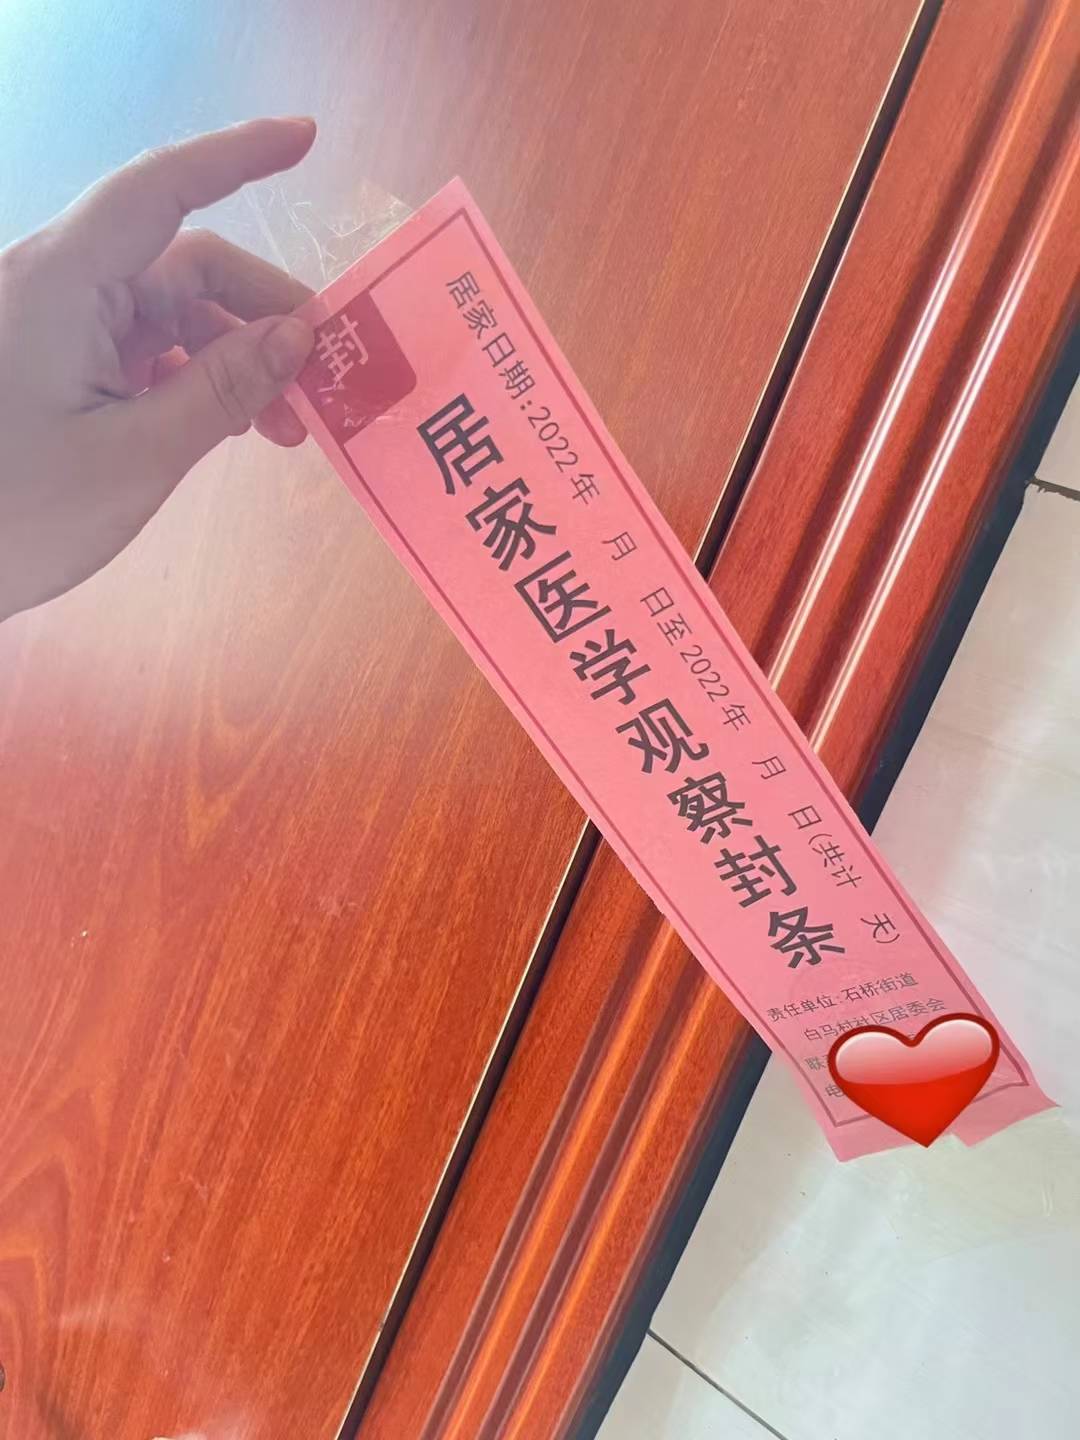 封
居家日期:2022年 月 日至2022年 月 日(共计 天)
居家医学观察封条
责任单位:石桥街道
白马村社区居委会
联
电